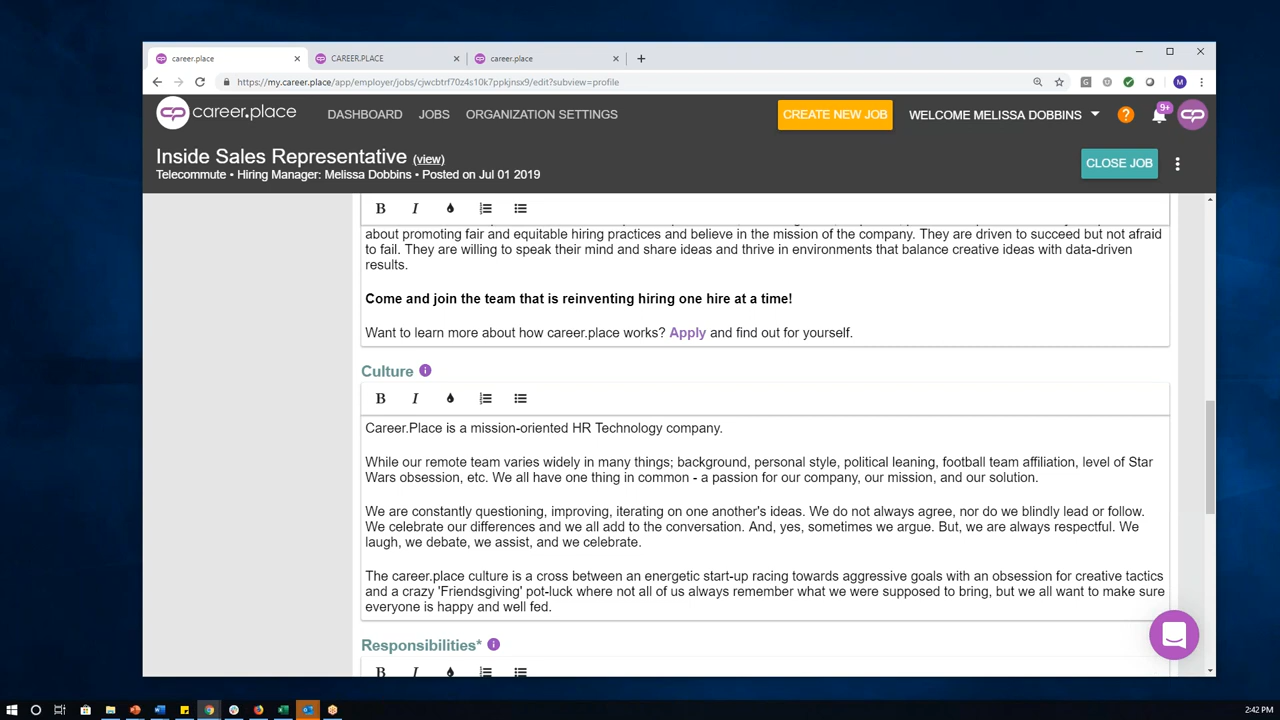 career.place
CAREER.PLACE
career.place
https://my.career.place/app/employer/jobs/cjwcbtrf70z4s10k7ppkjnsx9/edit?subview=profile
M
cp career.place
DASHBOARD
JOBS
ORGANIZATION SETTINGS
CREATE NEW JOB
WELCOME MELISSA DOBBINS
?
9+
cp
Inside Sales Representative (view)
Telecommute • Hiring Manager: Melissa Dobbins • Posted on Jul 01 2019
CLOSE JOB
B I
about promoting fair and equitable hiring practices and believe in the mission of the company. They are driven to succeed but not afraid
to fail. They are willing to speak their mind and share ideas and thrive in environments that balance creative ideas with data-driven
results.
Come and join the team that is reinventing hiring one hire at a time!
Want to learn more about how career.place works? Apply and find out for yourself.
Culture i
B I
Career.Place is a mission-oriented HR Technology company.
While our remote team varies widely in many things; background, personal style, political leaning, football team affiliation, level of Star
Wars obsession, etc. We all have one thing in common - a passion for our company, our mission, and our solution.
We are constantly questioning, improving, iterating on one another's ideas. We do not always agree, nor do we blindly lead or follow.
We celebrate our differences and we all add to the conversation. And, yes, sometimes we argue. But, we are always respectful. We
laugh, we debate, we assist, and we celebrate.
The career.place culture is a cross between an energetic start-up racing towards aggressive goals with an obsession for creative tactics
and a crazy 'Friendsgiving' pot-luck where not all of us always remember what we were supposed to bring, but we all want to make sure
everyone is happy and well fed.
Responsibilities* i
B I
2:42 PM